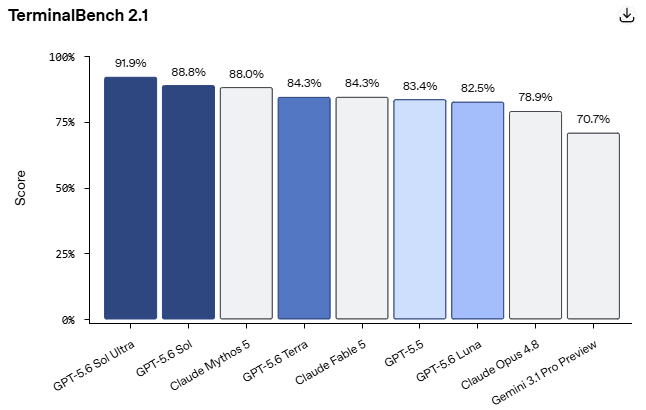 TerminalBench 2.1
100%
75%
50%
25%
0%
Score
91.9%
88.8%
88.0%
84.3%
84.3%
83.4%
82.5%
78.9%
70.7%
GPT-5.6 Sol Ultra
GPT-5.6 Sol
Claude Mythos 5
GPT-5.6 Terra
Claude Fable 5
GPT-5.5
GPT-5.6 Luna
Claude Opus 4.8
Gemini 3.1 Pro Preview